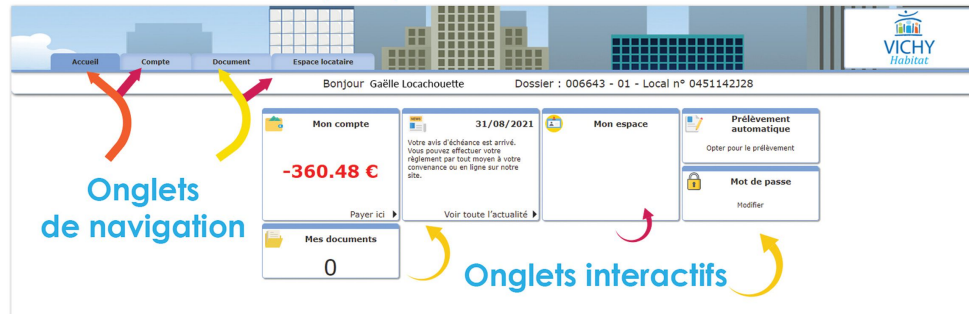 VICHY
Habitat
Accueil
Compte
Document
Espace locataire
Bonjour Gaëlle Locachouette
Dossier : 006643 - 01 - Local n° 0451142J28
Mon compte
-360.48 €
Payer ici
31/08/2021
Votre avis d'échéance est arrivé.
Vous pouvez effectuer votre
règlement par tout moyen à votre
convenance ou en ligne sur notre
site.
Voir toute l'actualité
Mon espace
Prélèvement
automatique
Opter pour le prélèvement
Mot de passe
Modifier
Mes documents
0
Onglets
de navigation
Onglets interactifs